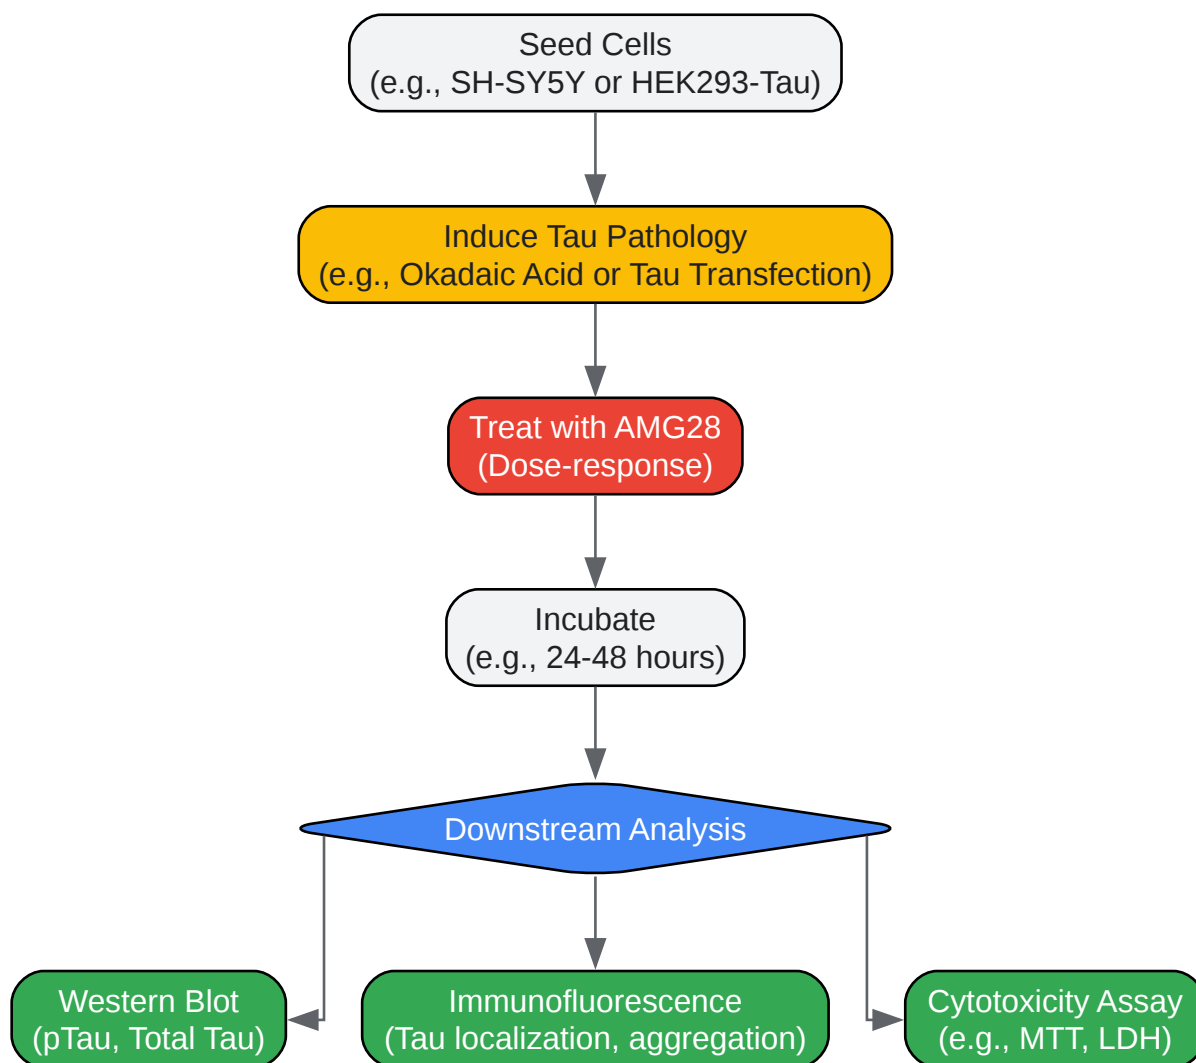 Seed Cells
(e.g., SH-SY5Y or HEK293-Tau)
Induce Tau Pathology
(e.g., Okadaic Acid or Tau Transfection)
Treat with AMG28
(Dose-response)
Incubate
(e.g., 24-48 hours)
Downstream Analysis
Western Blot
(pTau, Total Tau)
Immunofluorescence
(Tau localization, aggregation)
Cytotoxicity Assay
(e.g., MTT, LDH)